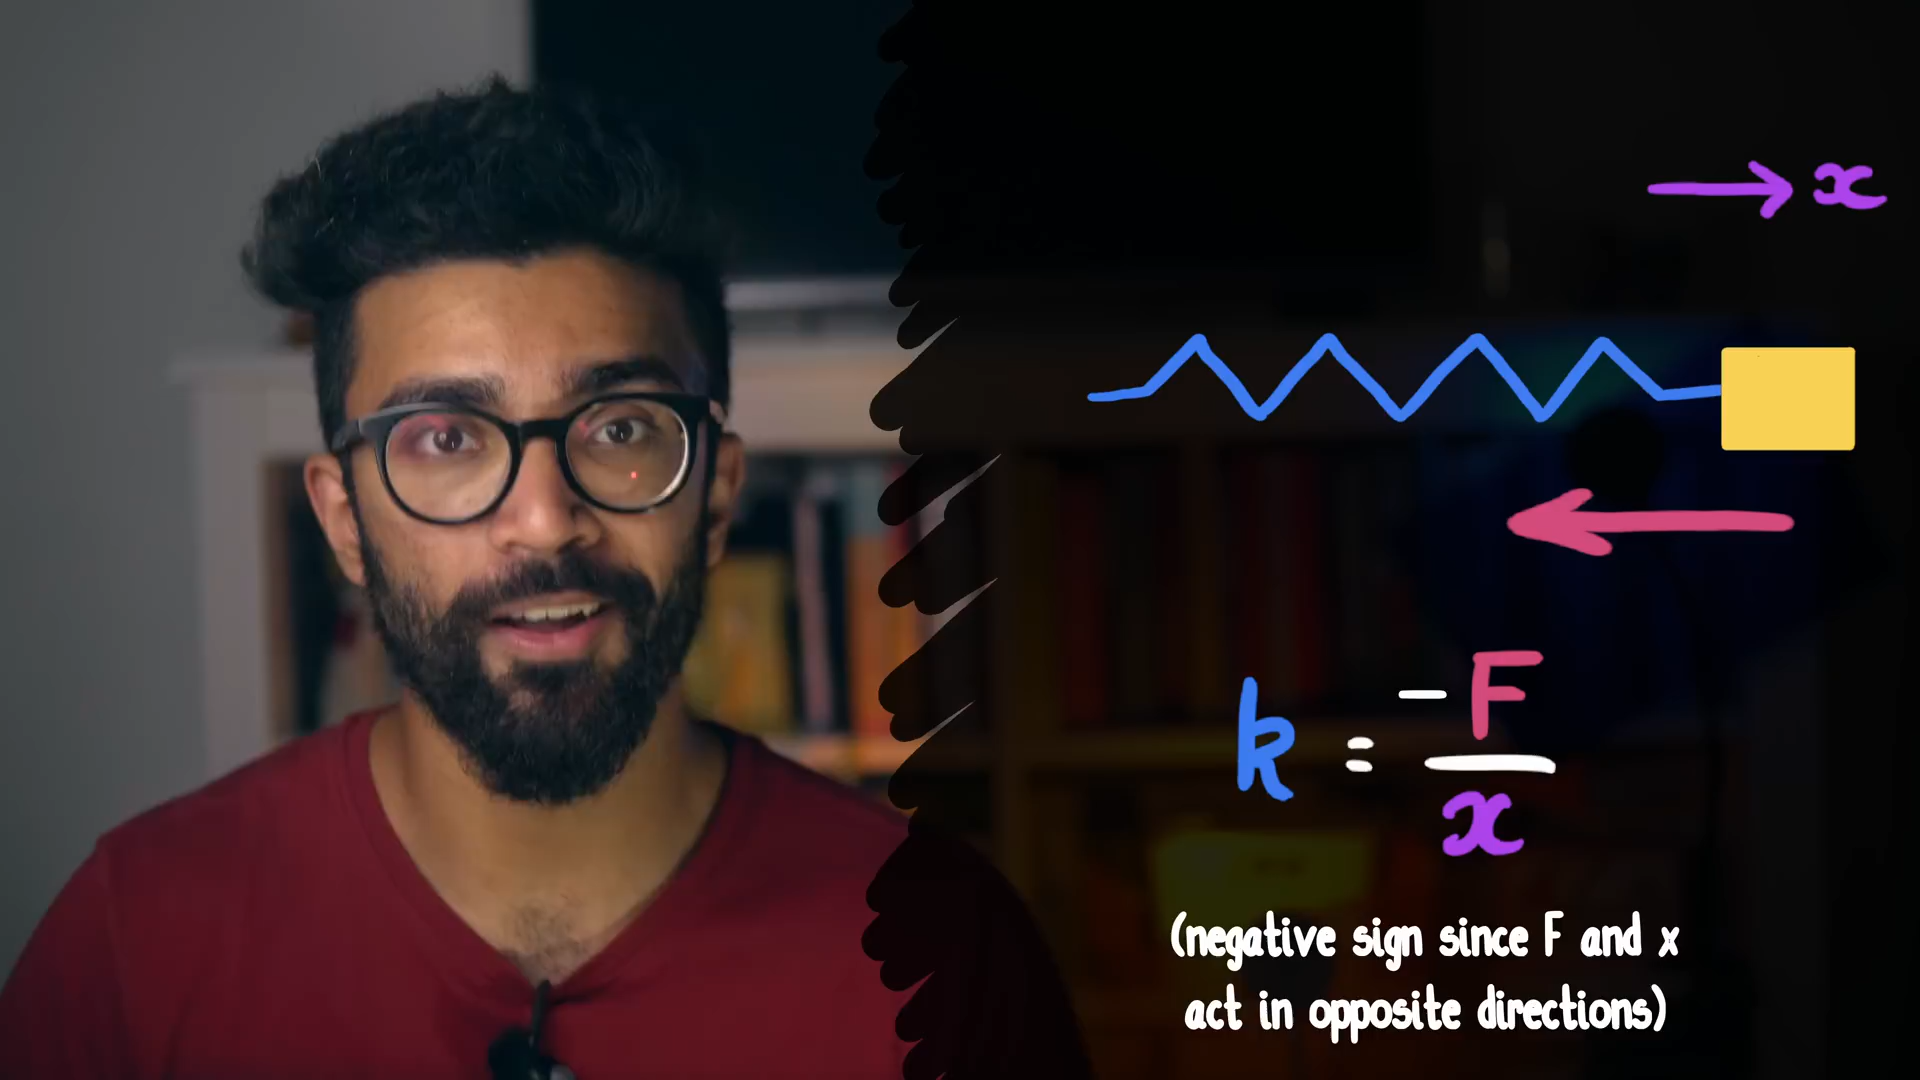 x
k = -F/x
(negative sign since F and x
act in opposite directions)